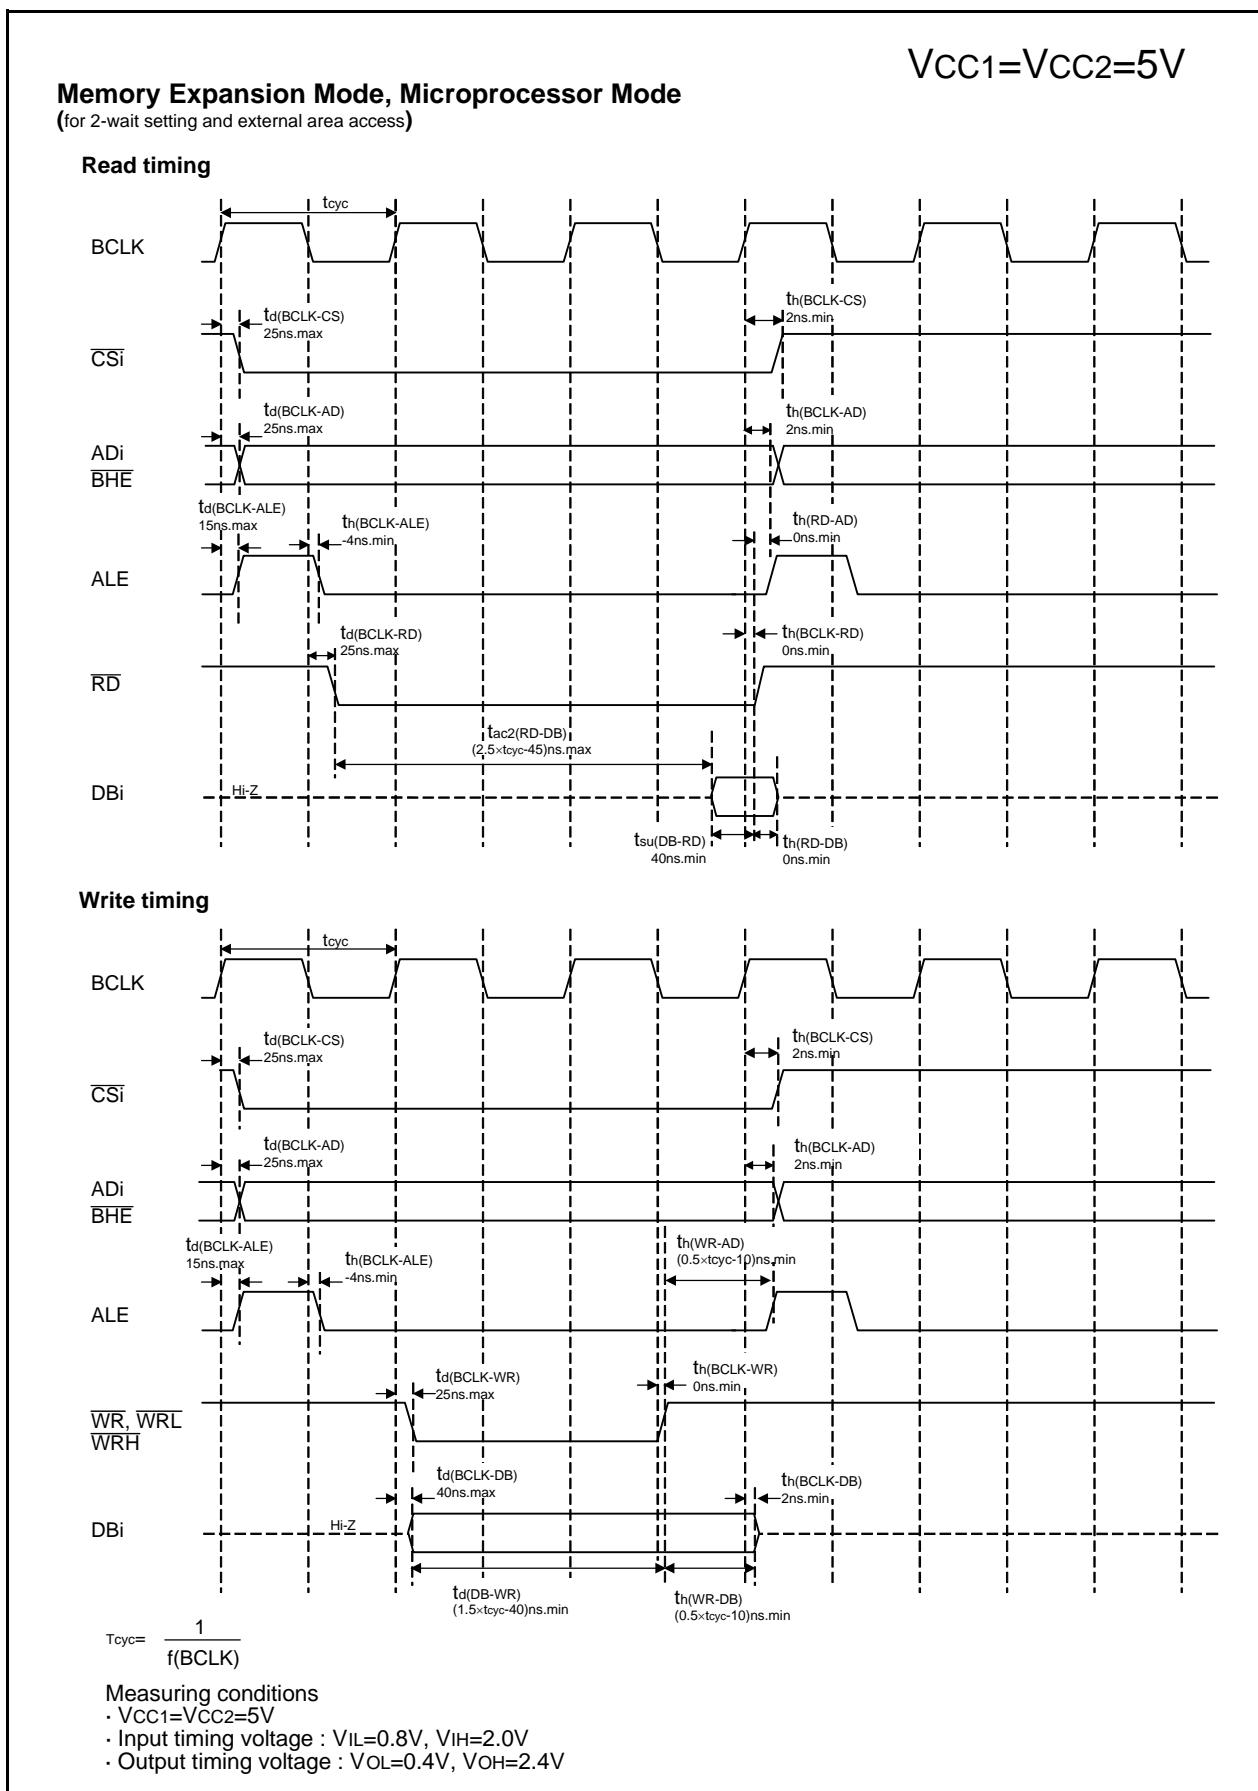 VCC1=VCC2=5V
Memory Expansion Mode, Microprocessor Mode
(for 2-wait setting and external area access)
Read timing
tcyc
BCLK
td(BCLK-CS)
25ns.max
th(BCLK-CS)
2ns.min
CSi
td(BCLK-AD)
25ns.max
th(BCLK-AD)
2ns.min
ADi
BHE
td(BCLK-ALE)
15ns.max
th(BCLK-ALE)
-4ns.min
th(RD-AD)
0ns.min
ALE
td(BCLK-RD)
25ns.max
th(BCLK-RD)
0ns.min
RD
tac2(RD-DB)
(2.5×tcyc-45)ns.max
DBi
Hi-Z
tsu(DB-RD)
40ns.min
th(RD-DB)
0ns.min
Write timing
tcyc
BCLK
td(BCLK-CS)
25ns.max
th(BCLK-CS)
2ns.min
CSi
td(BCLK-AD)
25ns.max
th(BCLK-AD)
2ns.min
ADi
BHE
td(BCLK-ALE)
15ns.max
th(BCLK-ALE)
-4ns.min
th(WR-AD)
(0.5×tcyc-10)ns.min
ALE
td(BCLK-WR)
25ns.max
th(BCLK-WR)
0ns.min
WR, WRL
WRH
td(BCLK-DB)
40ns.max
th(BCLK-DB)
2ns.min
DBi
Hi-Z
td(DB-WR)
(1.5×tcyc-40)ns.min
th(WR-DB)
(0.5×tcyc-10)ns.min
Tcyc=
1
f(BCLK)
Measuring conditions
· VCC1=VCC2=5V
· Input timing voltage : VIL=0.8V, VIH=2.0V
· Output timing voltage : VOL=0.4V, VOH=2.4V